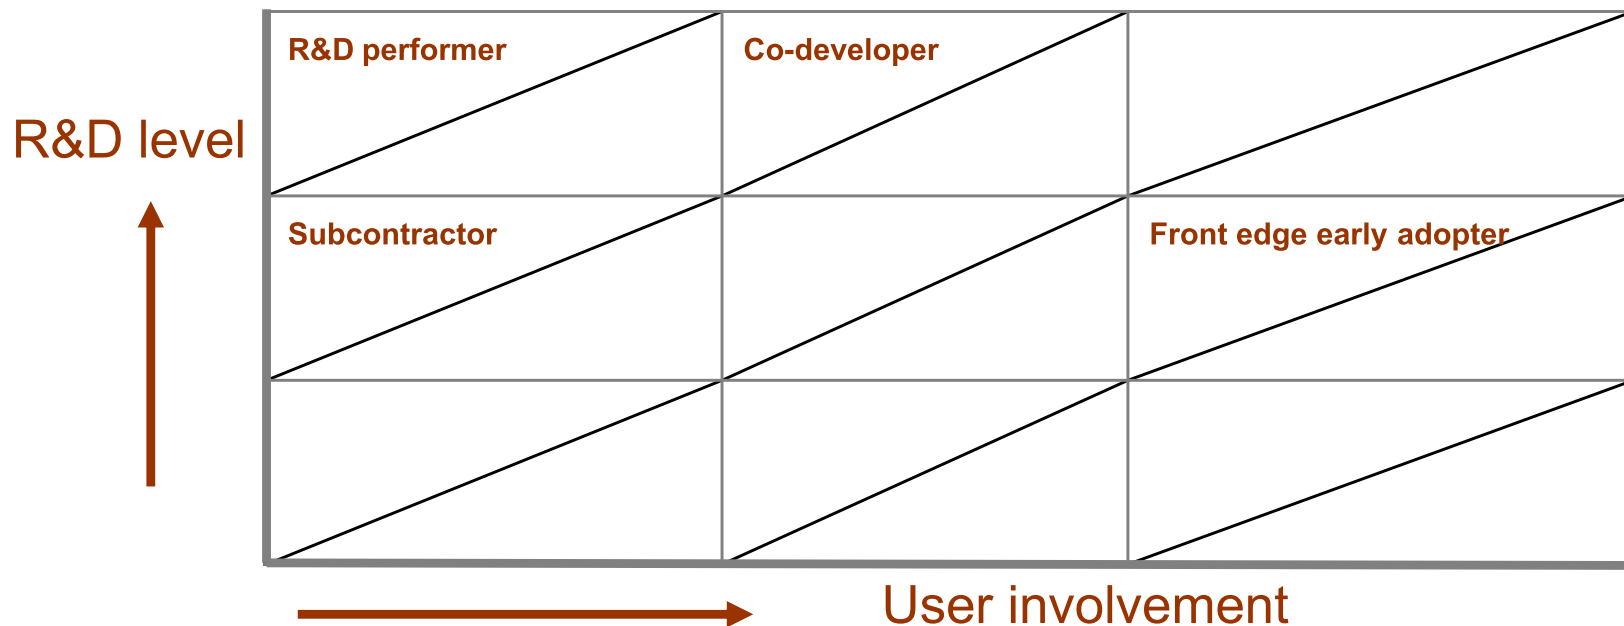 R&D performer
Co-developer
R&D level
Subcontractor
Front edge early adopter
User involvement